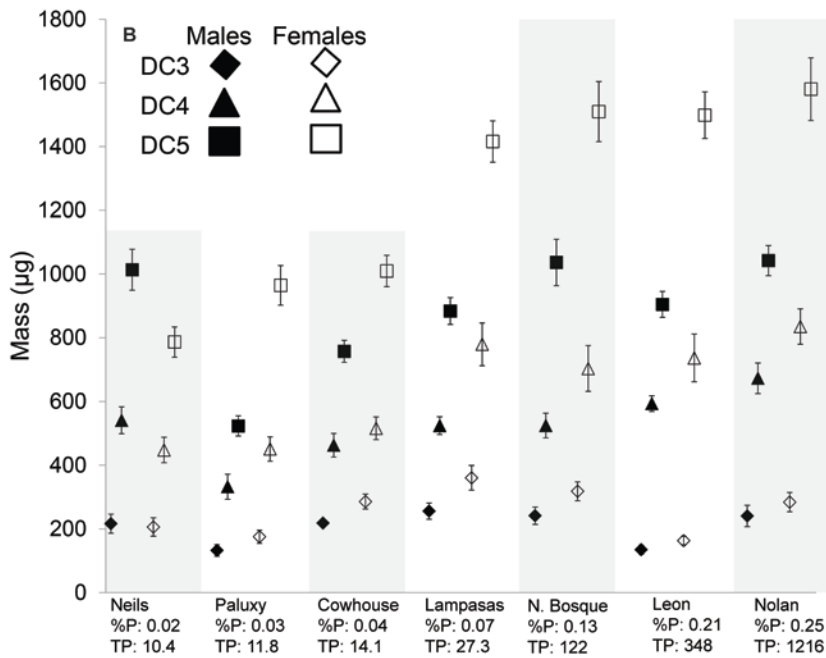 B Males Females
DC3
DC4
DC5
Mass (µg)
1800
1600
1400
1200
1000
800
600
400
200
0
Neils Paluxy Cowhouse Lampasas N. Bosque Leon Nolan
%P: 0.02 %P: 0.03 %P: 0.04 %P: 0.07 %P: 0.13 %P: 0.21 %P: 0.25
TP: 10.4 TP: 11.8 TP: 14.1 TP: 27.3 TP: 122 TP: 348 TP: 1216